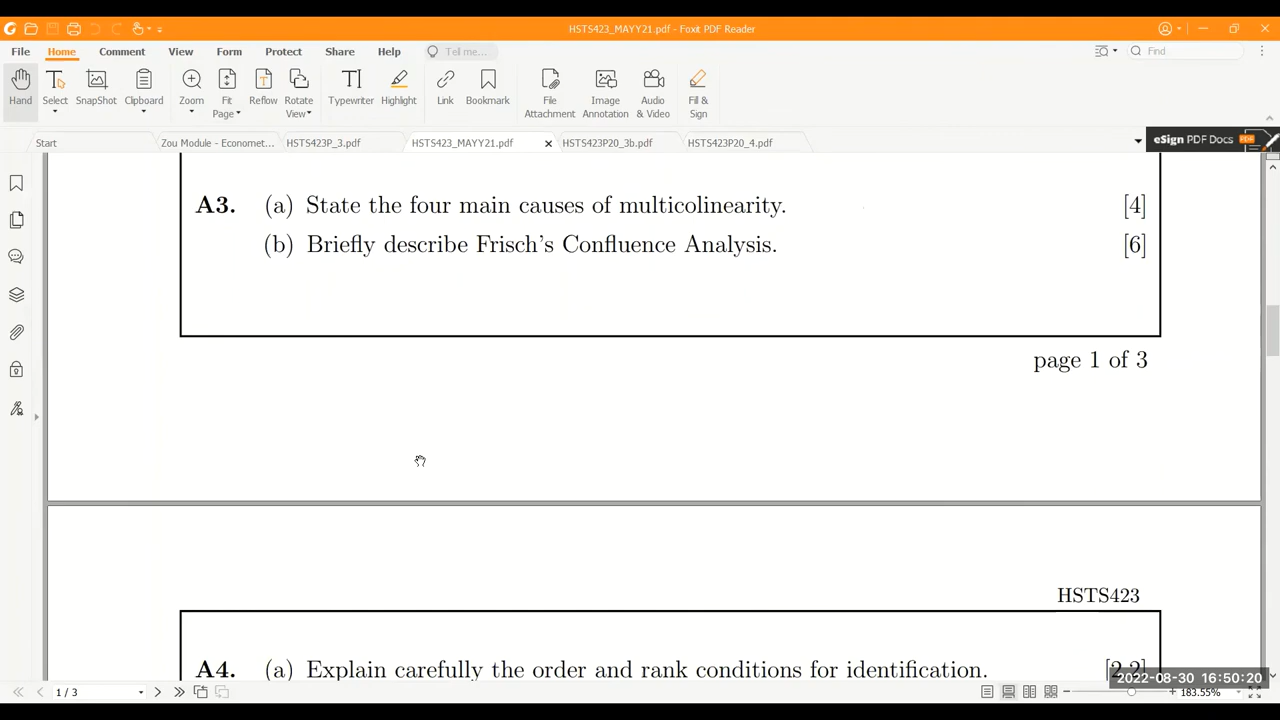 HSTS423_MAYY21.pdf - Foxit PDF Reader
File Home Comment View Form Protect Share Help Tell me... Find
Hand Select SnapShot Clipboard Zoom Fit Page Reflow Rotate View Typewriter Highlight Link Bookmark File Attachment Image Annotation Audio & Video Fill & Sign
Start Zou Module - Economet... HSTS423P_3.pdf HSTS423_MAYY21.pdf HSTS423P20_3b.pdf HSTS423P20_4.pdf eSign PDF Docs
A3. (a) State the four main causes of multicolinearity. [4]
(b) Briefly describe Frisch's Confluence Analysis. [6]
page 1 of 3
HSTS423
A4. (a) Explain carefully the order and rank conditions for identification. [2,2]
2022-08-30 16:50:20
1 / 3 183.55%